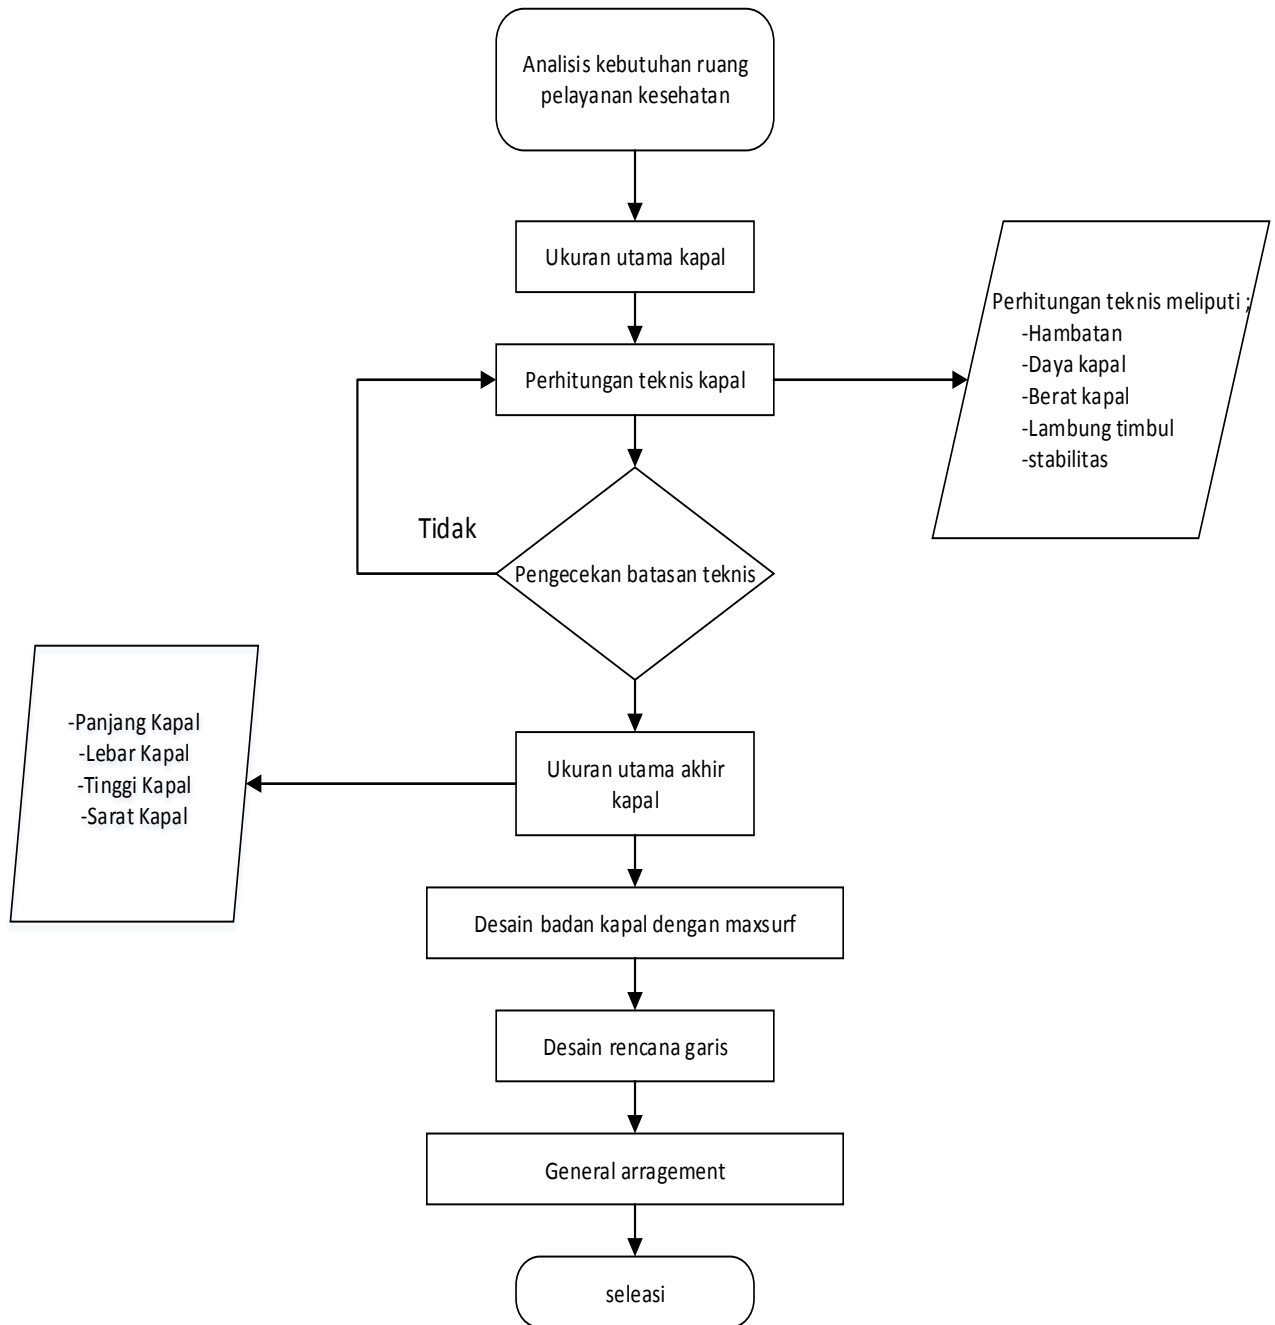 Analisis kebutuhan ruang
pelayanan kesehatan
Ukuran utama kapal
Perhitungan teknis kapal
Perhitungan teknis meliputi ;
-Hambatan
-Daya kapal
-Berat kapal
-Lambung timbul
-stabilitas
Tidak
Pengecekan batasan teknis
-Panjang Kapal
-Lebar Kapal
-Tinggi Kapal
-Sarat Kapal
Ukuran utama akhir
kapal
Desain badan kapal dengan maxsurf
Desain rencana garis
General arragement
seleasi